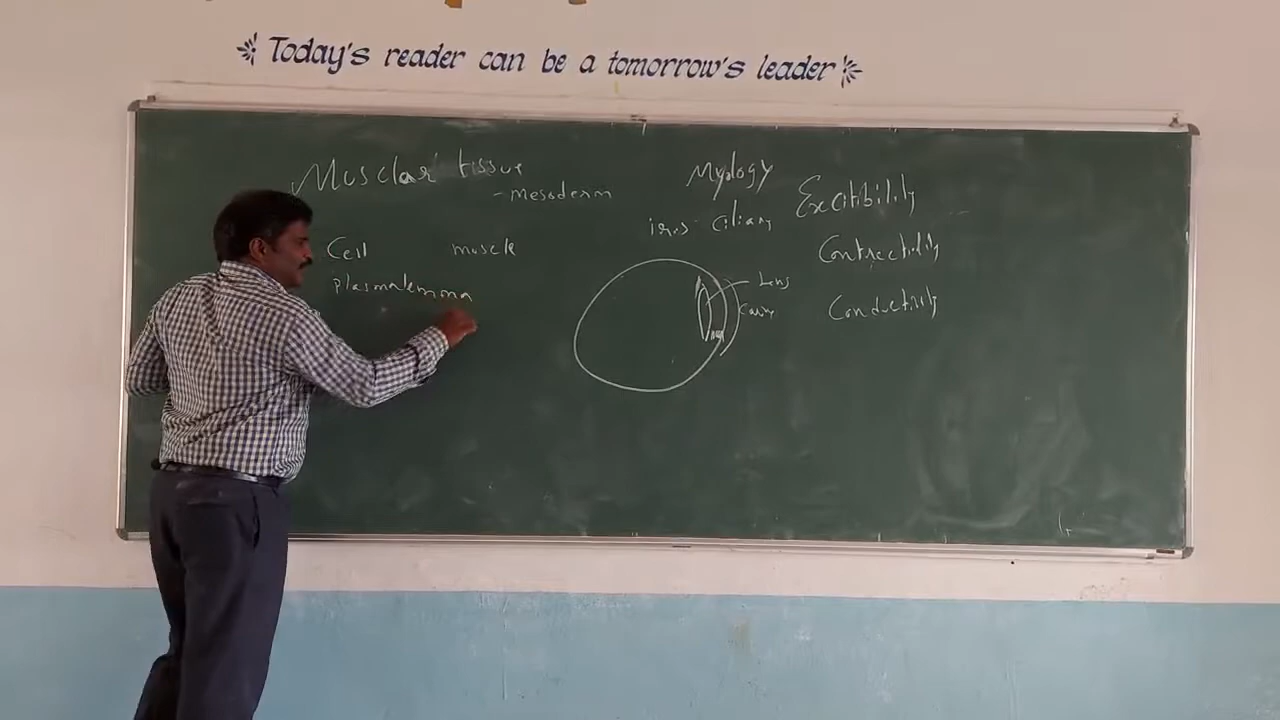 Today's reader can be a tomorrow's leader
Musclar tissue
- Mesoderm
Myology
Excitibility
iris - ciliary
Cell muscle
Contractility
plasmalemma
Lens
Conductivity